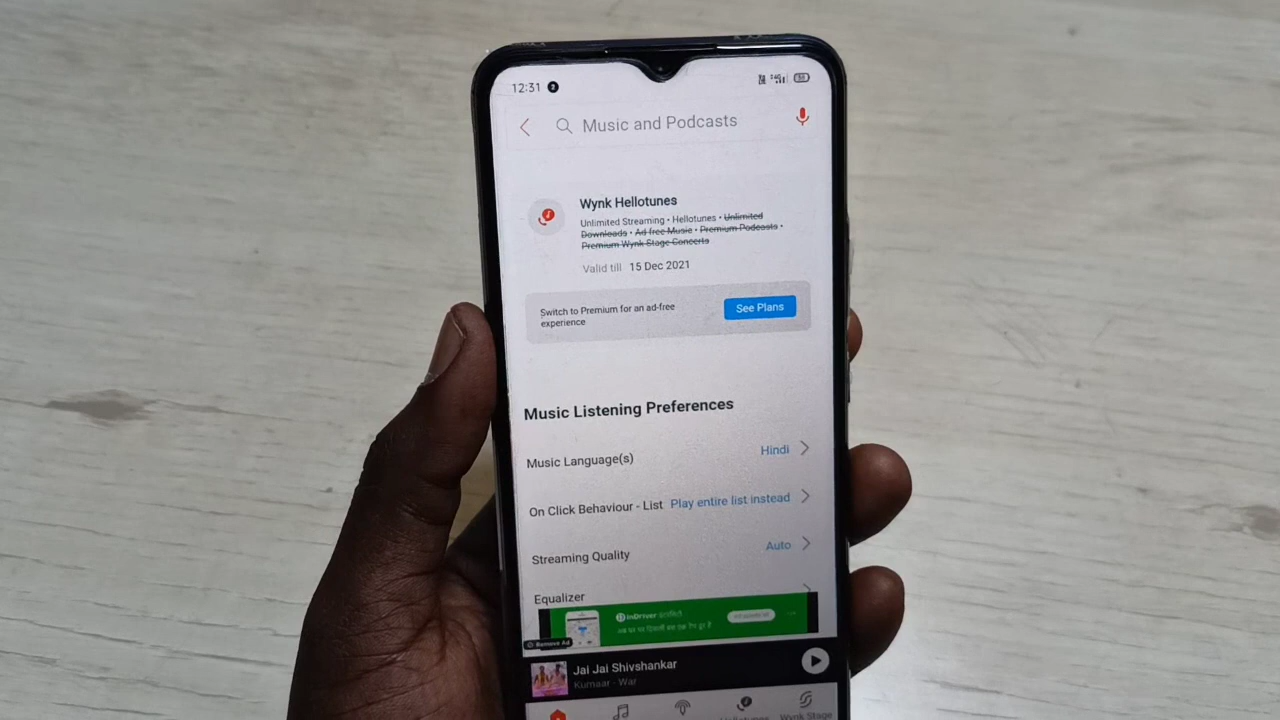 12:31
Music and Podcasts
Wynk Hellotunes
Unlimited Streaming • Hellotunes • Unlimited
Downloads • Ad free Music • Premium Podcasts •
Premium Wynk Stage Concerts
Valid till 15 Dec 2021
Switch to Premium for an ad-free
experience
See Plans
Music Listening Preferences
Music Language(s) Hindi
On Click Behaviour - List Play entire list instead
Streaming Quality Auto
Equalizer
inDriver
Remove Ad
Jai Jai Shivshankar
Kumaar - War
Hellotunes Wynk Stage